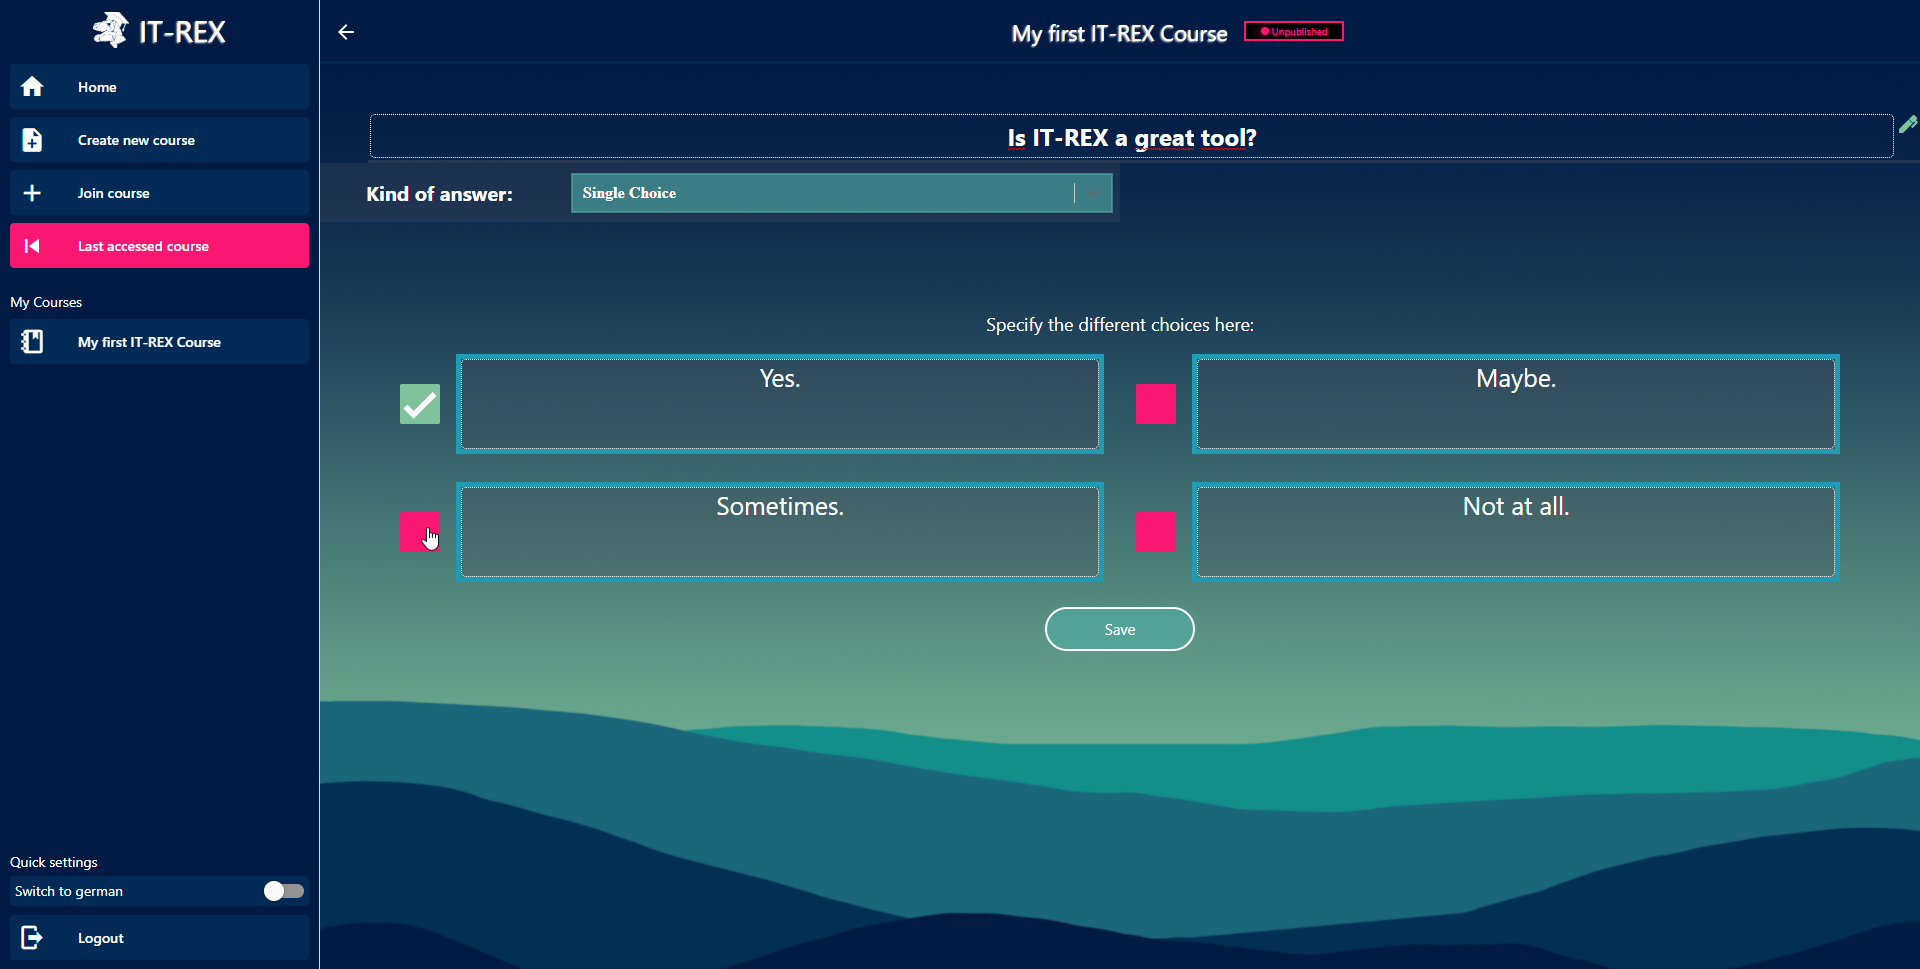 IT-REX
Home
Create new course
Join course
Last accessed course
My Courses
My first IT-REX Course
Quick settings
Switch to german
Logout
My first IT-REX Course
Unpublished
Is IT-REX a great tool?
Kind of answer:
Single Choice
Specify the different choices here:
Yes.
Maybe.
Sometimes.
Not at all.
Save